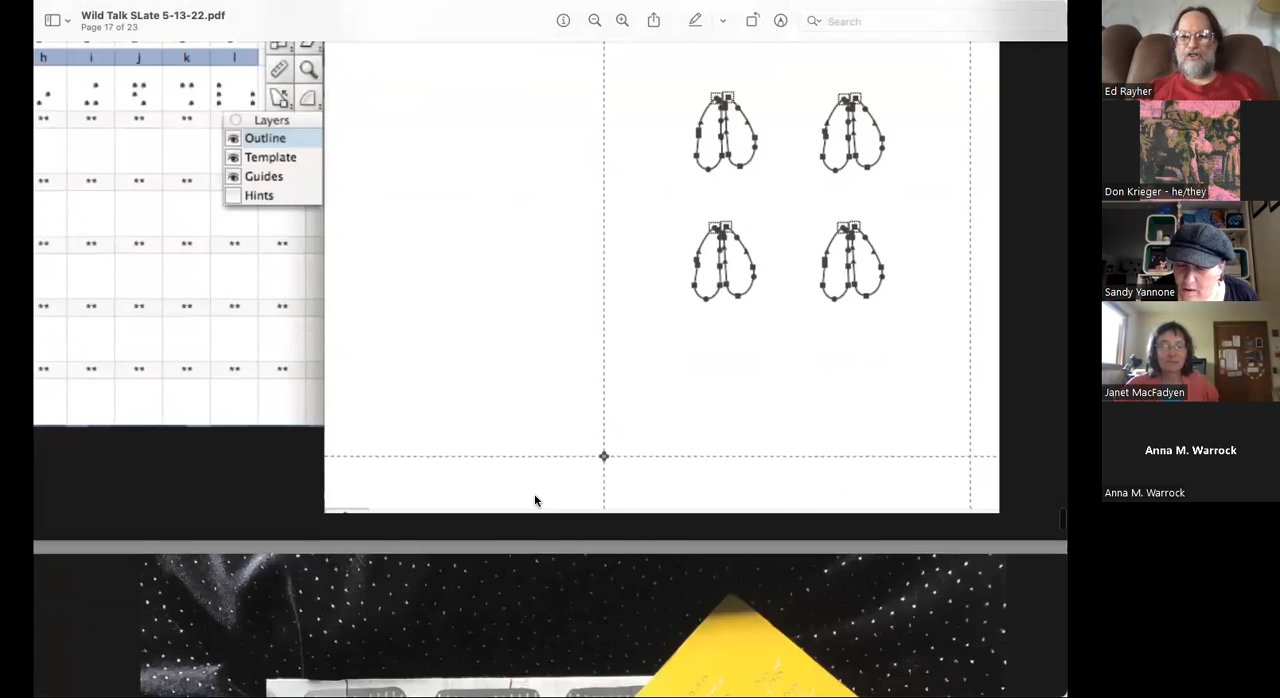 Wild Talk SLate 5-13-22.pdf
Page 17 of 23
Search
h i j k l
** ** ** **
** ** ** **
** ** ** ** ** **
** ** ** ** ** **
** ** ** ** ** **
Layers
Outline
Template
Guides
Hints
Ed Rayher
Don Krieger - he/they
Sandy Yannone
Janet MacFadyen
Anna M. Warrock
Anna M. Warrock